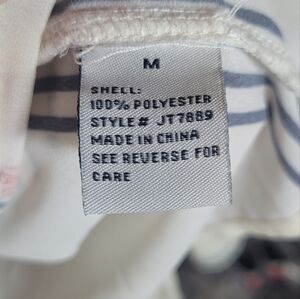 M
SHELL:
100% POLYESTER
STYLE# JT7889
MADE IN CHINA
SEE REVERSE FOR
CARE